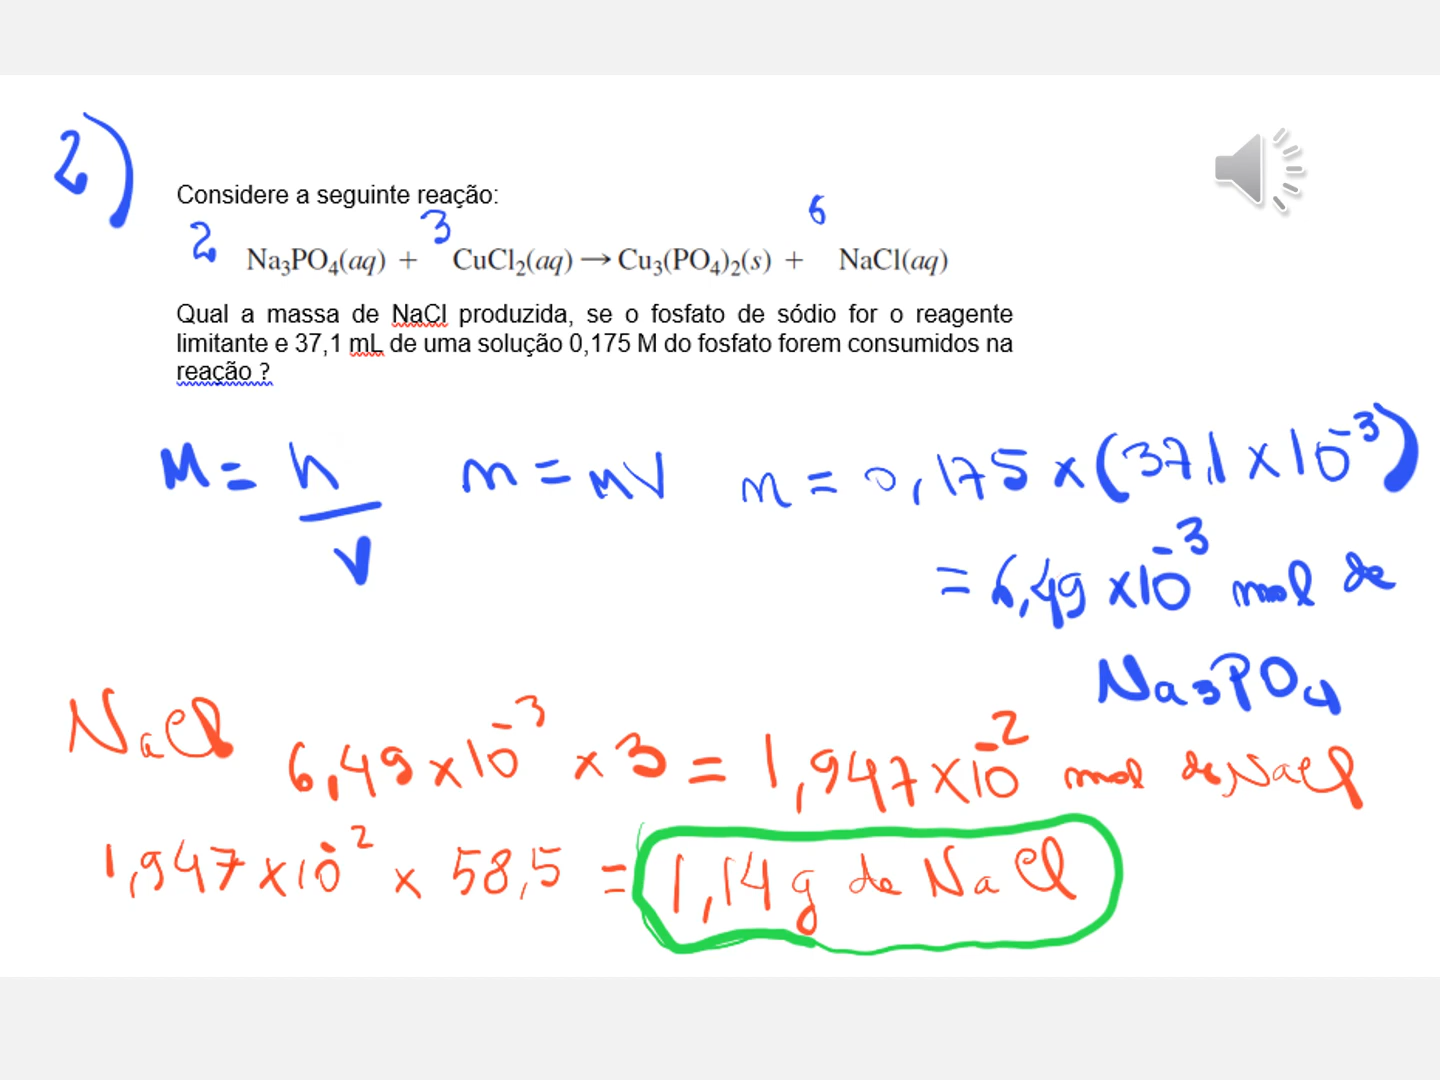 2)
Considere a seguinte reação:
2 Na₃PO₄(aq) + 3 CuCl₂(aq) → Cu₃(PO₄)₂(s) + 6 NaCl(aq)
Qual a massa de NaCl produzida, se o fosfato de sódio for o reagente
limitante e 37,1 mL de uma solução 0,175 M do fosfato forem consumidos na
reação ?
M = n/V m = MV m = 0,175 x (37,1 x 10⁻³)
= 6,49 x 10⁻³ mol de
Na₃PO₄
NaCl 6,49 x 10⁻³ x 3 = 1,947 x 10⁻² mol de NaCl
1,947 x 10⁻² x 58,5 = 1,14 g de NaCl